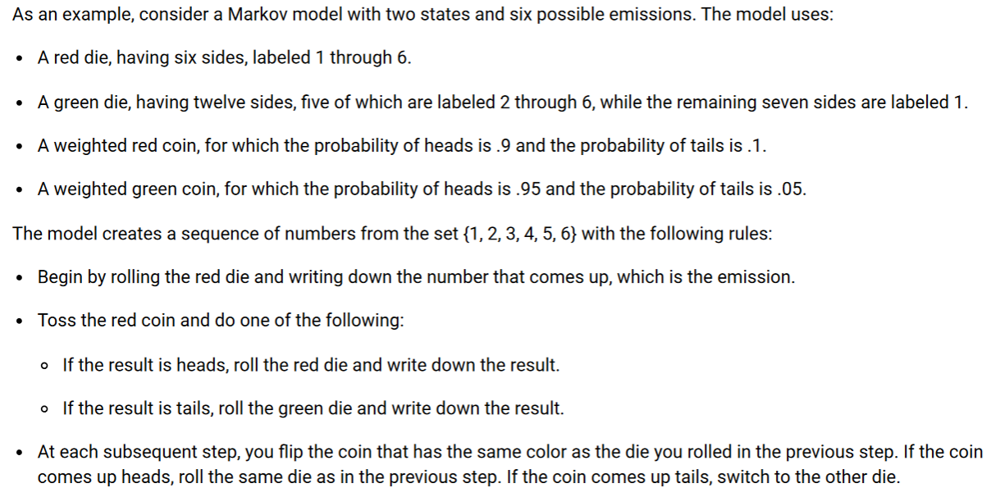 As an example, consider a Markov model with two states and six possible emissions. The model uses:
• A red die, having six sides, labeled 1 through 6.
• A green die, having twelve sides, five of which are labeled 2 through 6, while the remaining seven sides are labeled 1.
• A weighted red coin, for which the probability of heads is .9 and the probability of tails is .1.
• A weighted green coin, for which the probability of heads is .95 and the probability of tails is .05.
The model creates a sequence of numbers from the set {1, 2, 3, 4, 5, 6} with the following rules:
• Begin by rolling the red die and writing down the number that comes up, which is the emission.
• Toss the red coin and do one of the following:
◦ If the result is heads, roll the red die and write down the result.
◦ If the result is tails, roll the green die and write down the result.
• At each subsequent step, you flip the coin that has the same color as the die you rolled in the previous step. If the coin
comes up heads, roll the same die as in the previous step. If the coin comes up tails, switch to the other die.